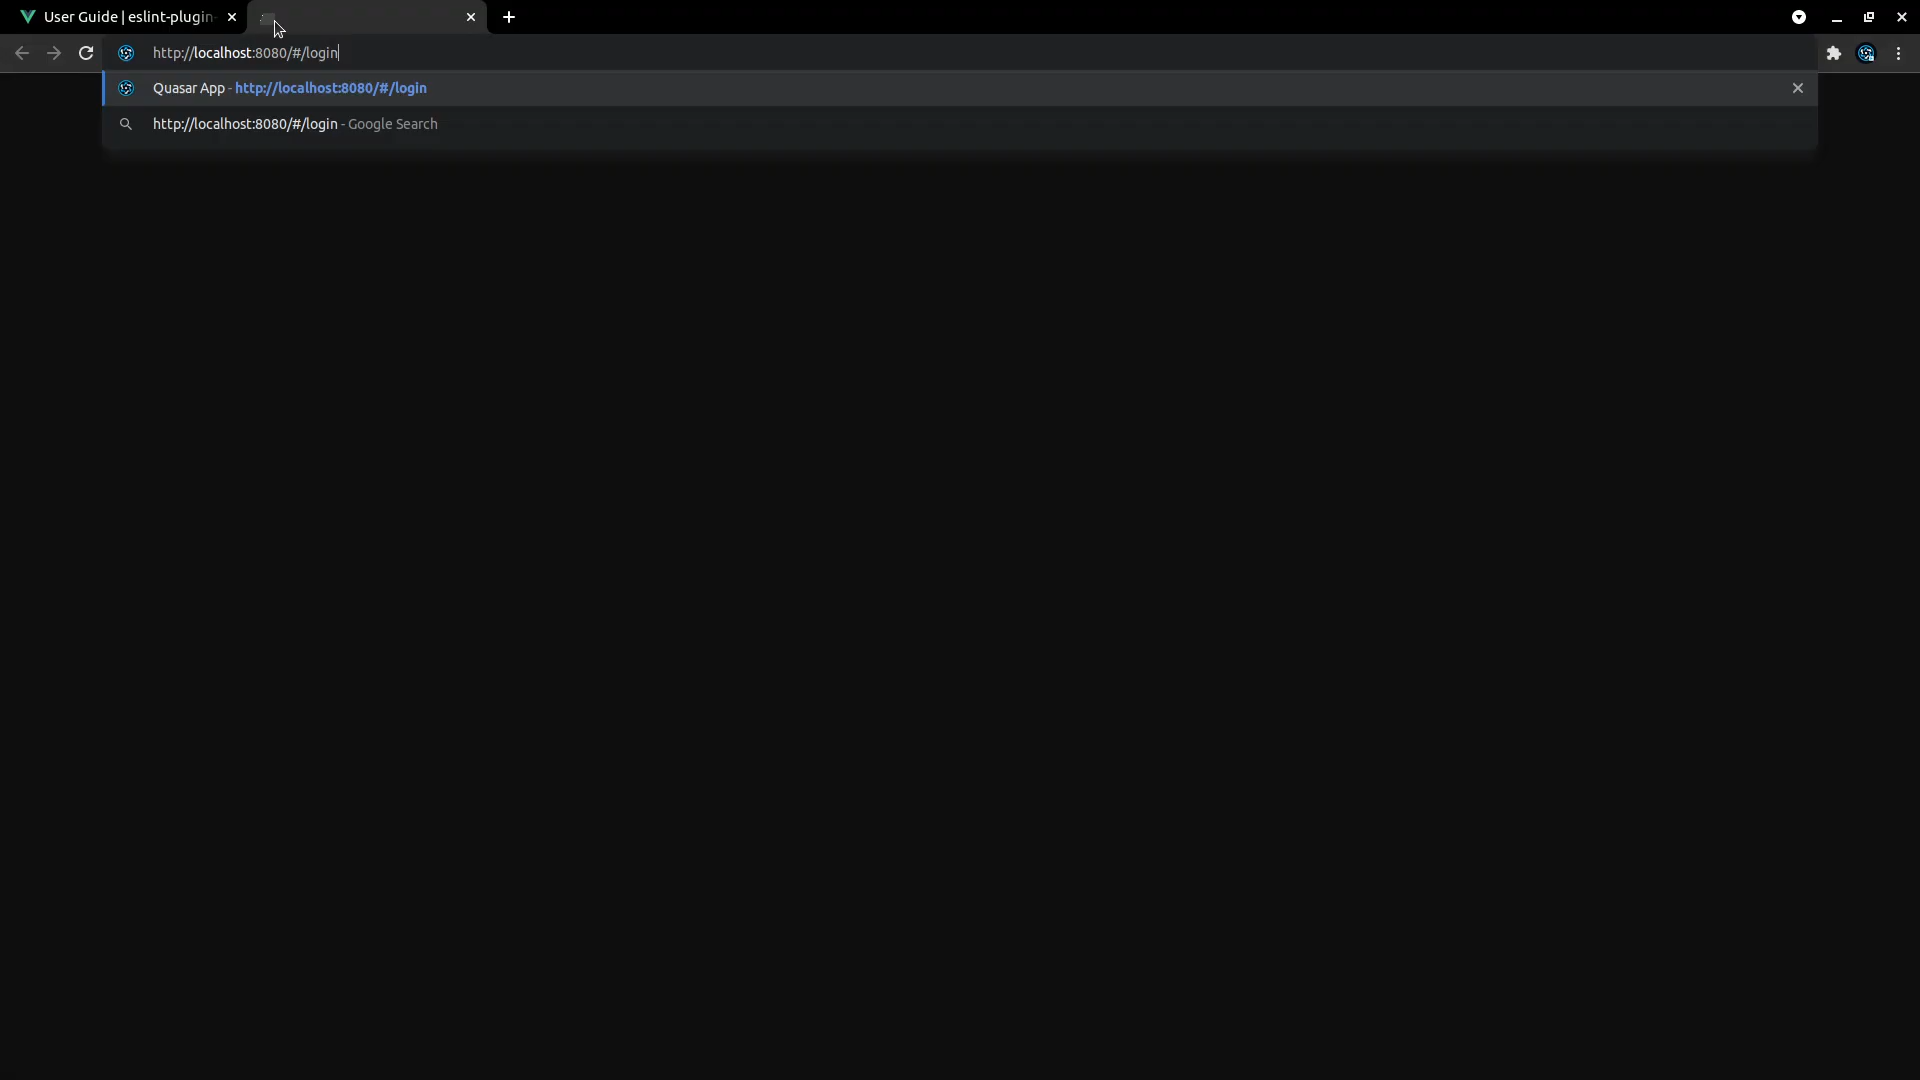 User Guide | eslint-plugin-
http://localhost:8080/#/login
Quasar App - http://localhost:8080/#/login
http://localhost:8080/#/login - Google Search